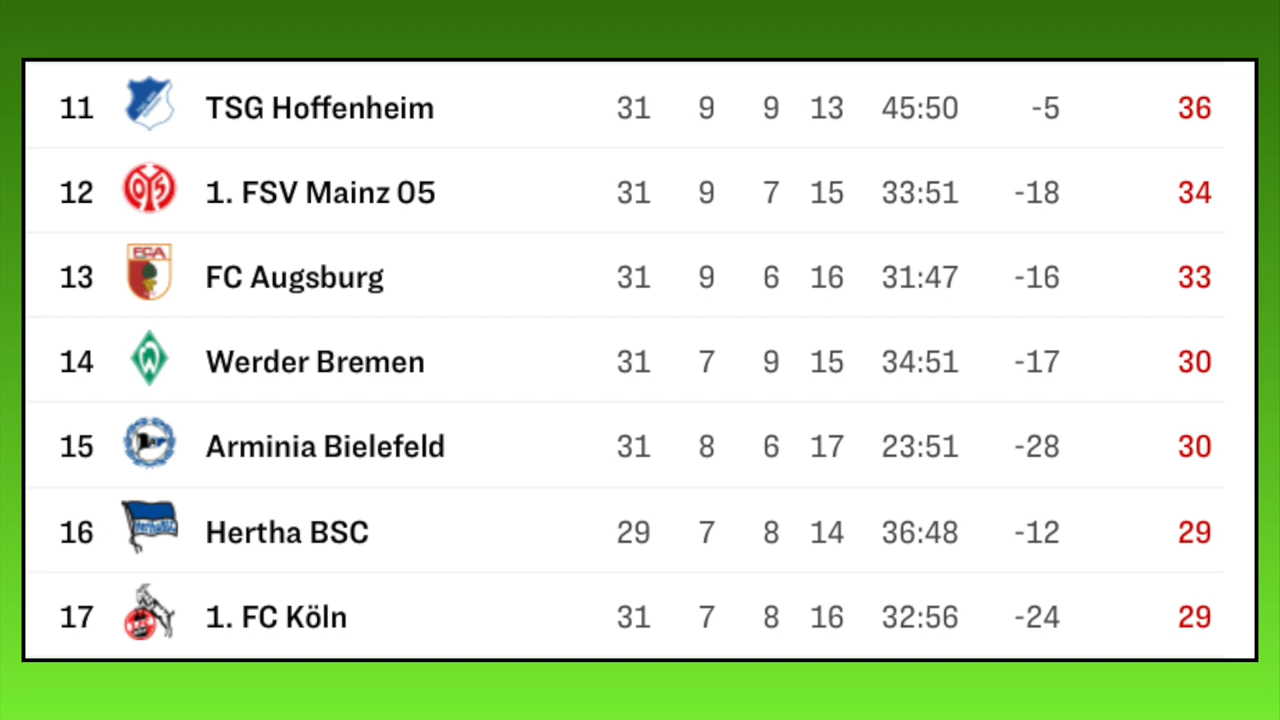 11 TSG Hoffenheim 31 9 9 13 45:50 -5 36
12 1. FSV Mainz 05 31 9 7 15 33:51 -18 34
FCA
13 FC Augsburg 31 9 6 16 31:47 -16 33
14 Werder Bremen 31 7 9 15 34:51 -17 30
15 Arminia Bielefeld 31 8 6 17 23:51 -28 30
16 Hertha BSC 29 7 8 14 36:48 -12 29
17 1. FC Köln 31 7 8 16 32:56 -24 29